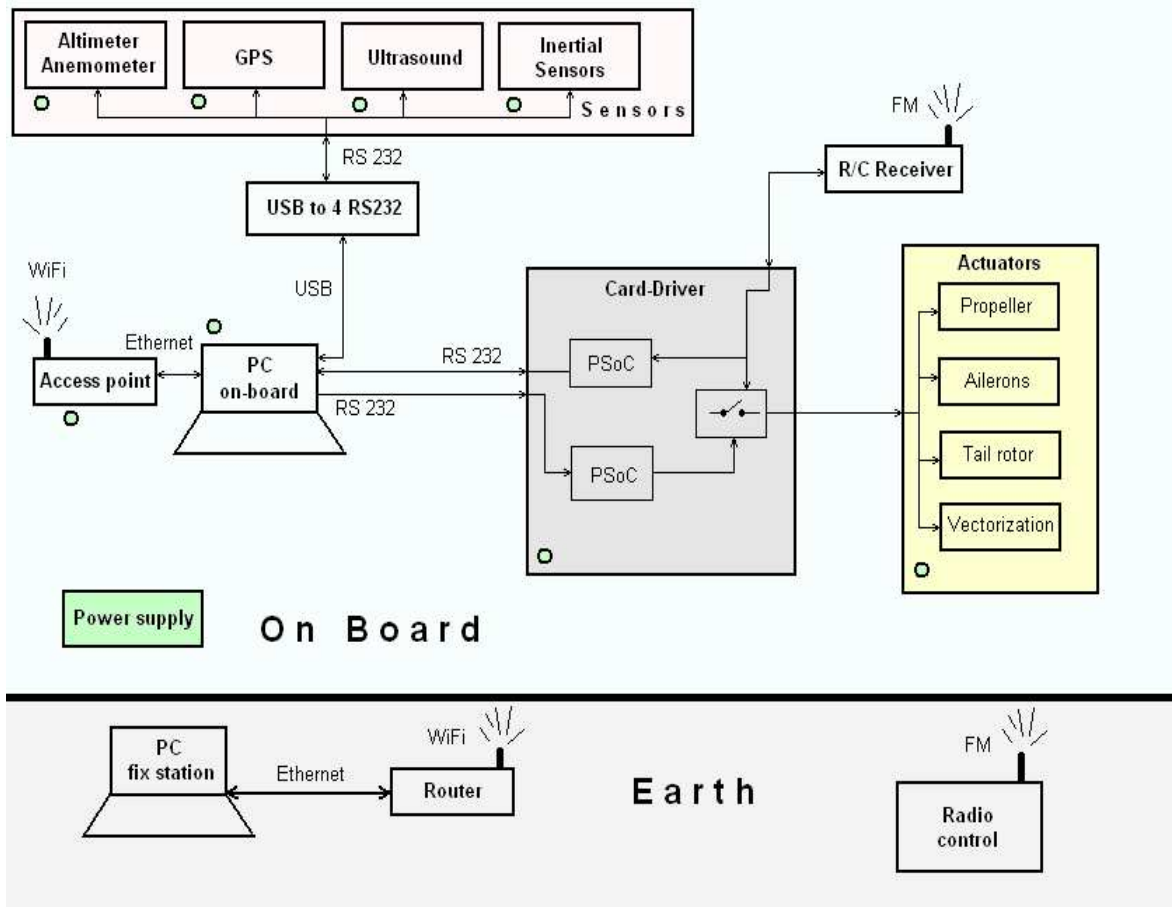 Altimeter
Anemometer
GPS
Ultrasound
Inertial
Sensors
Sensors
RS 232
USB to 4 RS232
FM
R/C Receiver
WiFi
USB
Ethernet
Access point
PC
on-board
RS 232
RS 232
Card-Driver
PSoC
PSoC
Actuators
Propeller
Ailerons
Tail rotor
Vectorization
Power supply
On Board
PC
fix station
Ethernet
WiFi
Router
Earth
FM
Radio
control